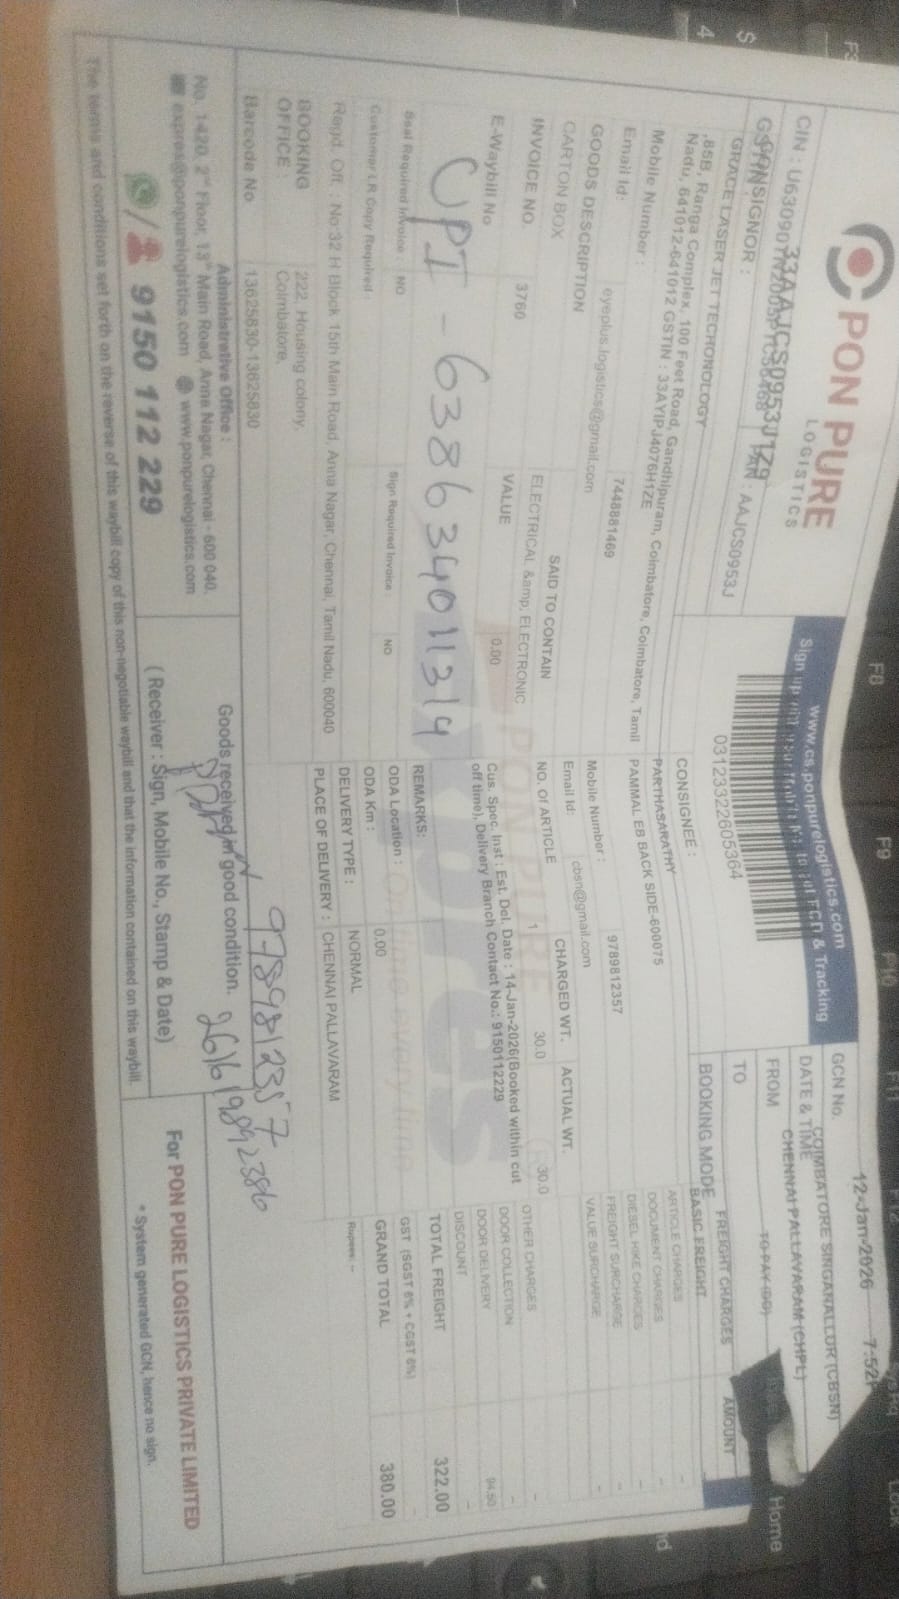 PON PURE
LOGISTICS
CIN : U63090TN2005PTC
33AAJCS0953J1Z9
PAN : AAJCS0953J
www.cs.ponpurelogistics.com
& Tracking
0312332605364
GCN No.
DATE & TIME
12-Jan-2026
FROM
COIMBATORE SINGANALLUR (CBSN)
TO
CHENNAI PALLAVARAM (CHPL)
BOOKING MODE
TO PAY
CONSIGNOR :
GRACE LASER JET TECHONOLOGY
,85B, Ranga Complex, 100 Feet Road, Gandhipuram, Coimbatore, Coimbatore, Tamil
Nadu, 641012-641012 GSTIN : 33AYIPJ4076H1ZE
Mobile Number :
7448881469
Email Id:
eyeplus.logistics@gmail.com
CONSIGNEE :
PARTHASARATHY
PAMMAL EB BACK SIDE-600075
Mobile Number :
9789812357
Email Id:
cbsn@gmail.com
GOODS DESCRIPTION
SAID TO CONTAIN
NO. Of ARTICLE
CHARGED WT.
ACTUAL WT.
CARTON BOX
ELECTRICAL &amp; ELECTRONIC
1
30.0
30.0
INVOICE NO.
3760
VALUE
0.00
E-Waybill No
Cus. Spec. Inst : Est. Del. Date : 14-Jan-2026(Booked within cut
off time), Delivery Branch Contact No.: 9150112229
UPI - 638634011319
REMARKS:
Seal Required Invoice : NO
Sign Required Invoice : NO
Customer LR Copy Required :
ODA Location :
ODA Km :
0.00
Regd. Off. : No 32 H Block 15th Main Road, Anna Nagar, Chennai, Tamil Nadu, 600040
DELIVERY TYPE :
NORMAL
BOOKING
OFFICE :
222, Housing colony,
Coimbatore,
PLACE OF DELIVERY : CHENNAI PALLAVARAM
Barcode No
13625830-13625830
FREIGHT CHARGES
AMOUNT
BASIC FREIGHT
ARTICLE CHARGES
-
DOCUMENT CHARGES
-
DIESEL HIKE CHARGES
-
FREIGHT SURCHARGE
-
VALUE SURCHARGE
-
OTHER CHARGES
-
DOOR COLLECTION
-
DOOR DELIVERY
94.50
DISCOUNT
-
TOTAL FREIGHT
322.00
GST (SGST 6% + CGST 6%)
-
GRAND TOTAL
380.00
Rupees --
Administrative Office :
No. 1420, 2nd Floor, 13th Main Road, Anna Nagar, Chennai - 600 040.
express@ponpurelogistics.com www.ponpurelogistics.com
/ 9150 112 229
Goods received in good condition.
9789812357
( Receiver : Sign, Mobile No., Stamp & Date)
For PON PURE LOGISTICS PRIVATE LIMITED
* System generated GCN, hence no sign.
The terms and conditions set forth on the reverse of this waybill copy of this non-negotiable waybill and that the information contained on this waybill.
F8
F9
F10
F11
Home
$
4